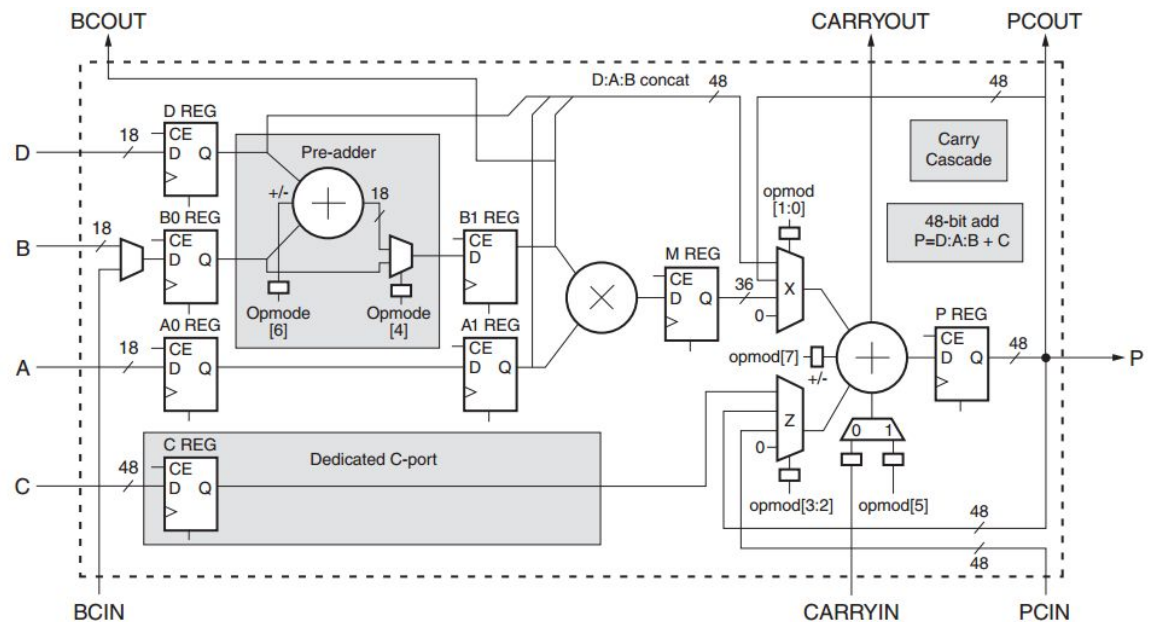 BCOUT
CARRYOUT
PCOUT
D:A:B concat
48
48
D REG
CE
D Q
18
D
Pre-adder
+/-
18
Carry
Cascade
opmod
[1:0]
B0 REG
CE
D Q
18
B
B1 REG
CE
D
48-bit add
P=D:A:B + C
M REG
CE
D Q
36
X
0
Opmode
[6]
Opmode
[4]
A0 REG
CE
D Q
18
A
A1 REG
CE
D Q
opmod[7]
+/-
P REG
CE
D Q
48
P
C REG
CE
D Q
48
C
Dedicated C-port
Z
0
0 1
opmod[3:2]
opmod[5]
48
48
BCIN
CARRYIN
PCIN